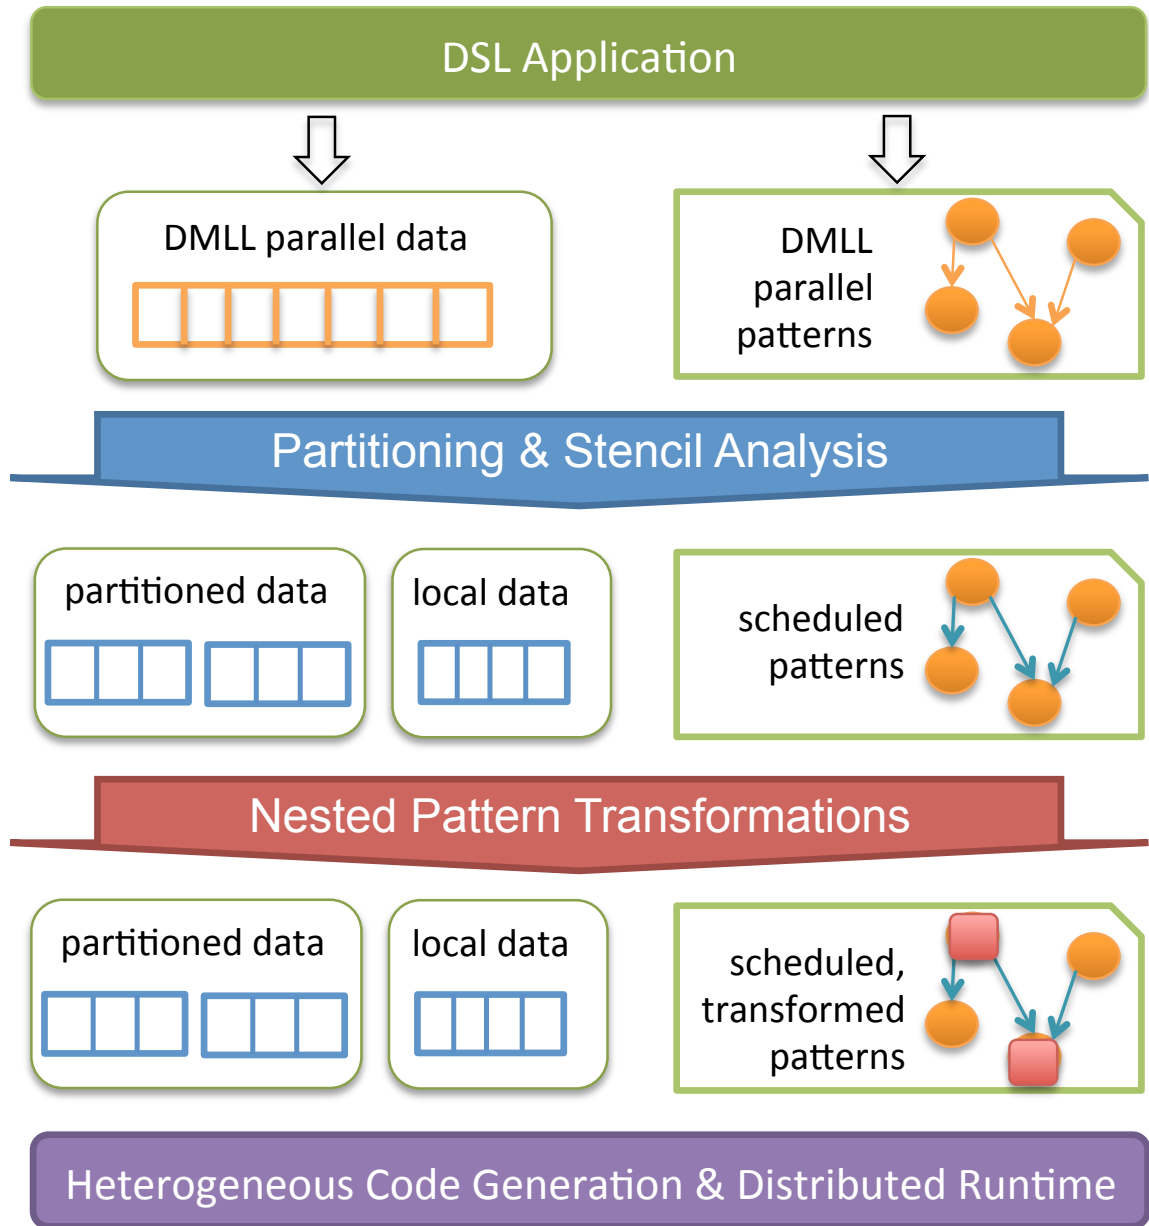 DSL Application
DMLL parallel data
DMLL
parallel
patterns
Partitioning & Stencil Analysis
partitioned data
local data
scheduled
patterns
Nested Pattern Transformations
partitioned data
local data
scheduled,
transformed
patterns
Heterogeneous Code Generation & Distributed Runtime